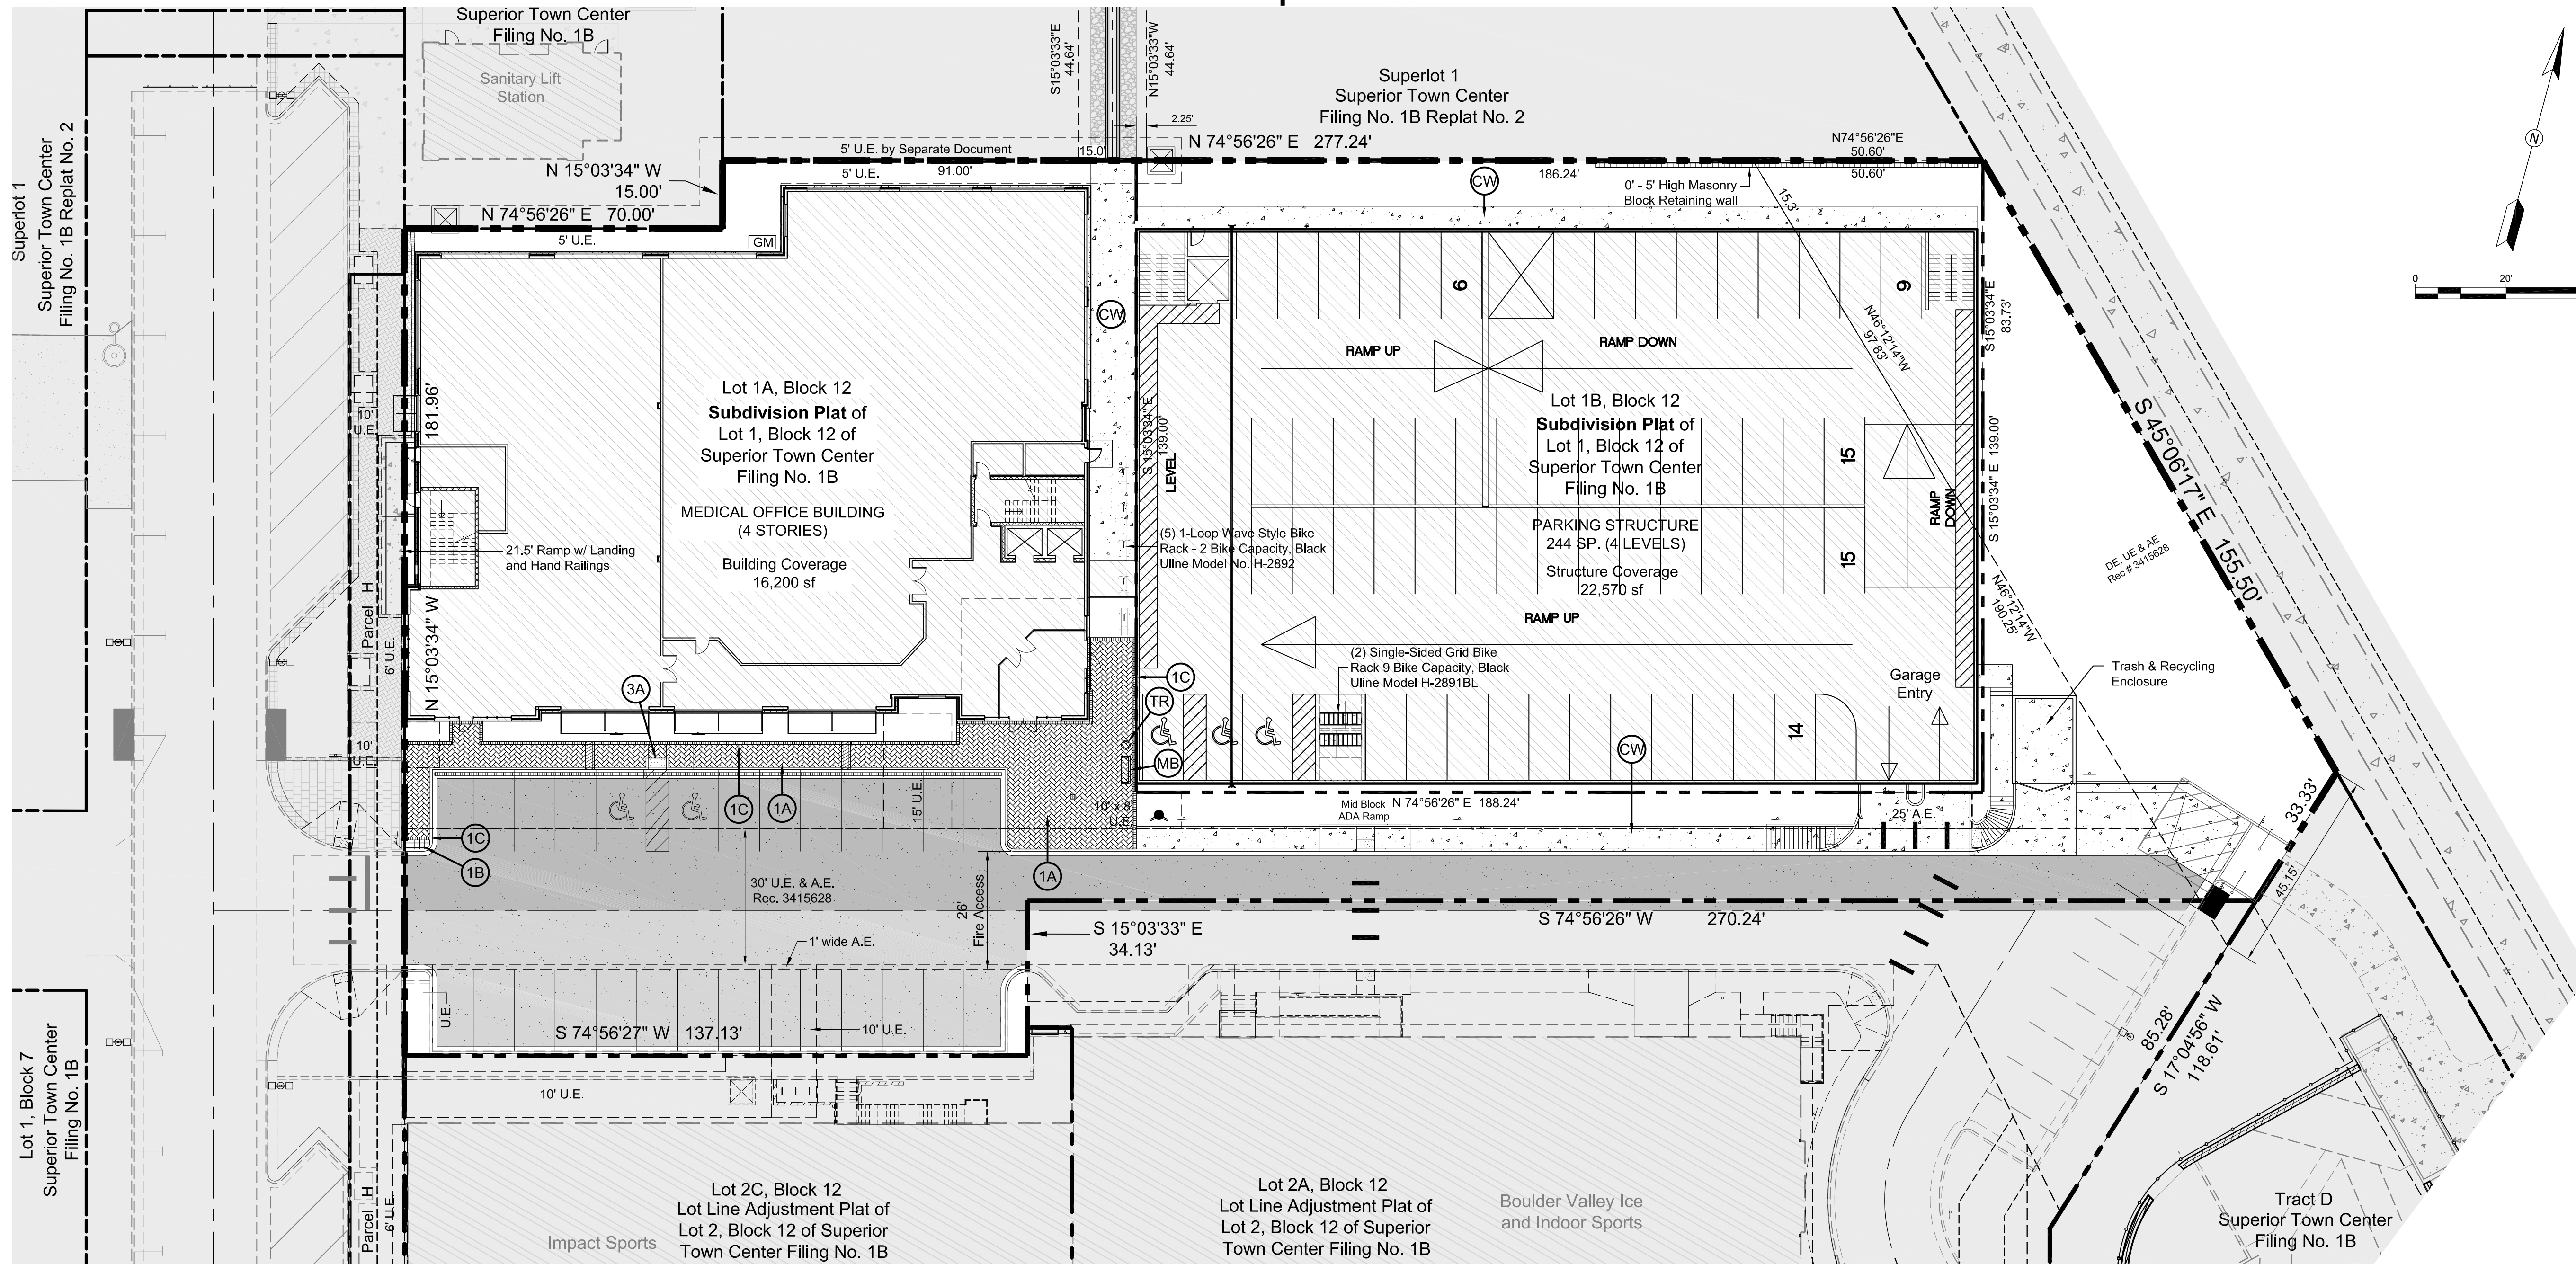 Superior Town Center
Filing No. 1B
Sanitary Lift
Station
Superlot 1
Superior Town Center
Filing No. 1B Replat No. 2
S15°03'33"E
44.64'
N15°03'33"W
44.64'
2.25'
Superlot 1
Superior Town Center
Filing No. 1B Replat No. 2
N 74°56'26" E 277.24'
N74°56'26"E
50.60'
50.60'
186.24'
0' - 5' High Masonry
Block Retaining wall
15.3'
N
0
20'
5' U.E. by Separate Document
15.0'
5' U.E.
91.00'
N 15°03'34" W
15.00'
N 74°56'26" E 70.00'
5' U.E.
GM
CW
CW
6
9
RAMP UP
RAMP DOWN
N46°12'14"W
97.83'
S15°03'34"E
83.73'
181.96'
10'
U.E.
Lot 1A, Block 12
Subdivision Plat of
Lot 1, Block 12 of
Superior Town Center
Filing No. 1B
MEDICAL OFFICE BUILDING
(4 STORIES)
Building Coverage
16,200 sf
S 15°03'34" E
139.00'
LEVEL
Lot 1B, Block 12
Subdivision Plat of
Lot 1, Block 12 of
Superior Town Center
Filing No. 1B
PARKING STRUCTURE
244 SP. (4 LEVELS)
Structure Coverage
22,570 sf
15
15
RAMP
DOWN
S 15°03'34" E 139.00'
S 45°06'17" E 155.50'
DE, UE & AE
Rec # 3415628
N46°12'14"W
190.25'
21.5' Ramp w/ Landing
and Hand Railings
(5) 1-Loop Wave Style Bike
Rack - 2 Bike Capacity, Black
Uline Model No. H-2892
RAMP UP
(2) Single-Sided Grid Bike
Rack 9 Bike Capacity, Black
Uline Model H-2891BL
Garage
Entry
Trash & Recycling
Enclosure
Parcel H
6' U.E.
N 15°03'34" W
3A
1C
TR
MB
14
CW
10'
U.E.
1C
1A
15' U.E.
10' x 8'
U.E.
Mid Block
ADA Ramp
N 74°56'26" E 188.24'
25' A.E.
33.33'
45.15'
1C
1B
1A
30' U.E. & A.E.
Rec. 3415628
26'
Fire Access
1' wide A.E.
S 15°03'33" E
34.13'
S 74°56'26" W 270.24'
U.E.
S 74°56'27" W 137.13'
10' U.E.
10' U.E.
85.28'
S 17°04'56" W
118.61'
Lot 1, Block 7
Superior Town Center
Filing No. 1B
Parcel H
6' U.E.
Impact Sports
Lot 2C, Block 12
Lot Line Adjustment Plat of
Lot 2, Block 12 of Superior
Town Center Filing No. 1B
Lot 2A, Block 12
Lot Line Adjustment Plat of
Lot 2, Block 12 of Superior
Town Center Filing No. 1B
Boulder Valley Ice
and Indoor Sports
Tract D
Superior Town Center
Filing No. 1B